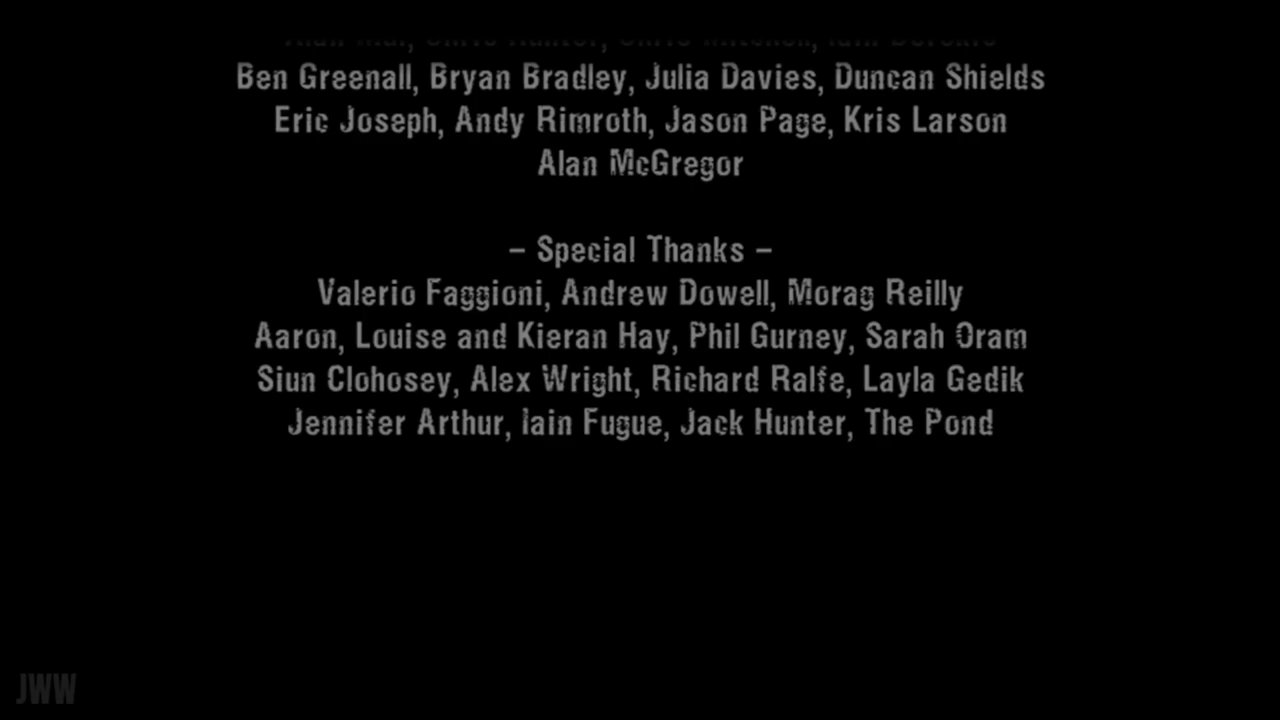 Ben Greenall, Bryan Bradley, Julia Davies, Duncan Shields
Eric Joseph, Andy Rimroth, Jason Page, Kris Larson
Alan McGregor
– Special Thanks –
Valerio Faggioni, Andrew Dowell, Morag Reilly
Aaron, Louise and Kieran Hay, Phil Gurney, Sarah Oram
Siun Clohosey, Alex Wright, Richard Ralfe, Layla Gedik
Jennifer Arthur, Iain Fugue, Jack Hunter, The Pond
JWW